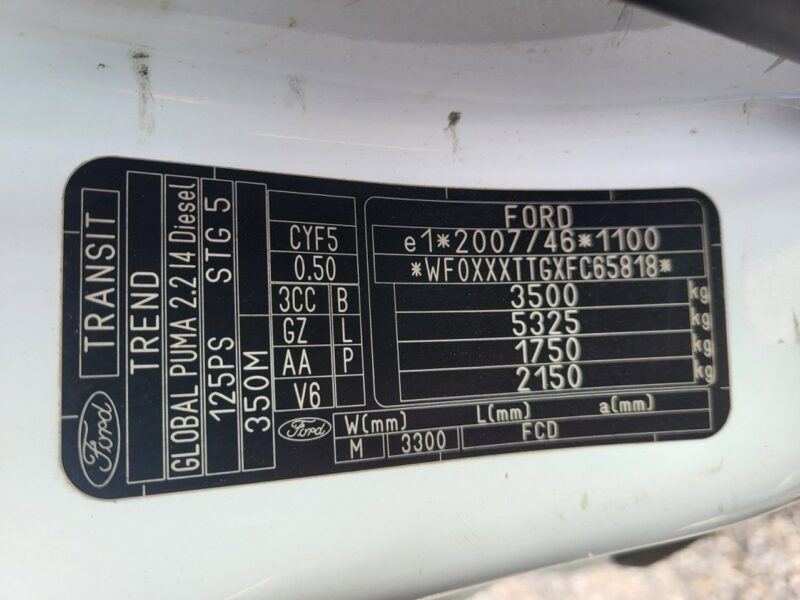 Ford
TRANSIT
TREND
GLOBAL PUMA 2.2 I4 Diesel
125PS STG 5
350M
CYF5
0.50
3CC B
GZ L
AA P
V6
Ford
FORD
e1*2007/46*1100
*WF0XXXTTGXFC65818*
3500 kg
5325 kg
1750 kg
2150 kg
W(mm) L(mm) a(mm)
M 3300 FCD